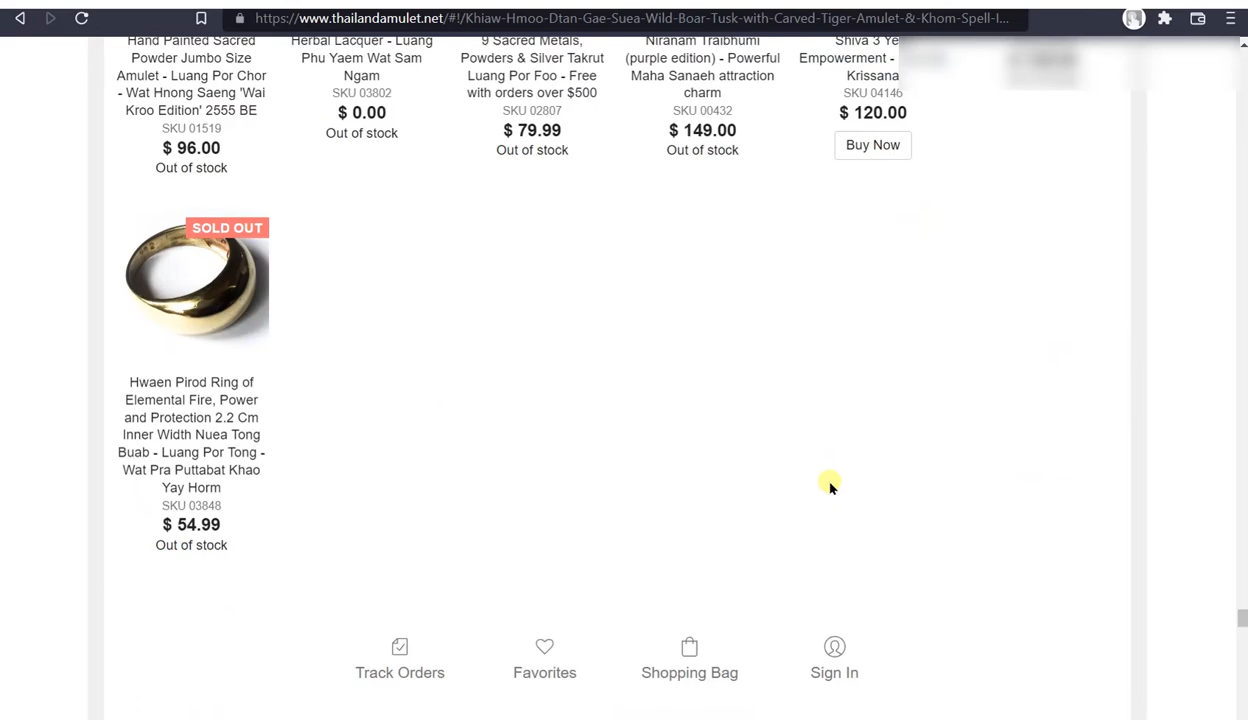 https://www.thailandamulet.net/#!/Khiaw-Hmoo-Dtan-Gae-Suea-Wild-Boar-Tusk-with-Carved-Tiger-Amulet-&-Khom-Spell-I...
Hand Painted Sacred
Powder Jumbo Size
Amulet - Luang Por Chor
- Wat Hnong Saeng 'Wai
Kroo Edition' 2555 BE
SKU 01519
$ 96.00
Out of stock
Herbal Lacquer - Luang
Phu Yaem Wat Sam
Ngam
SKU 03802
$ 0.00
Out of stock
9 Sacred Metals,
Powders & Silver Takrut
Luang Por Foo - Free
with orders over $500
SKU 02807
$ 79.99
Out of stock
Niranam Traibhumi
(purple edition) - Powerful
Maha Sanaeh attraction
charm
SKU 00432
$ 149.00
Out of stock
Shiva 3 Ye
Empowerment -
Krissana
SKU 04146
$ 120.00
Buy Now
SOLD OUT
Hwaen Pirod Ring of
Elemental Fire, Power
and Protection 2.2 Cm
Inner Width Nuea Tong
Buab - Luang Por Tong -
Wat Pra Puttabat Khao
Yay Horm
SKU 03848
$ 54.99
Out of stock
Track Orders
Favorites
Shopping Bag
Sign In